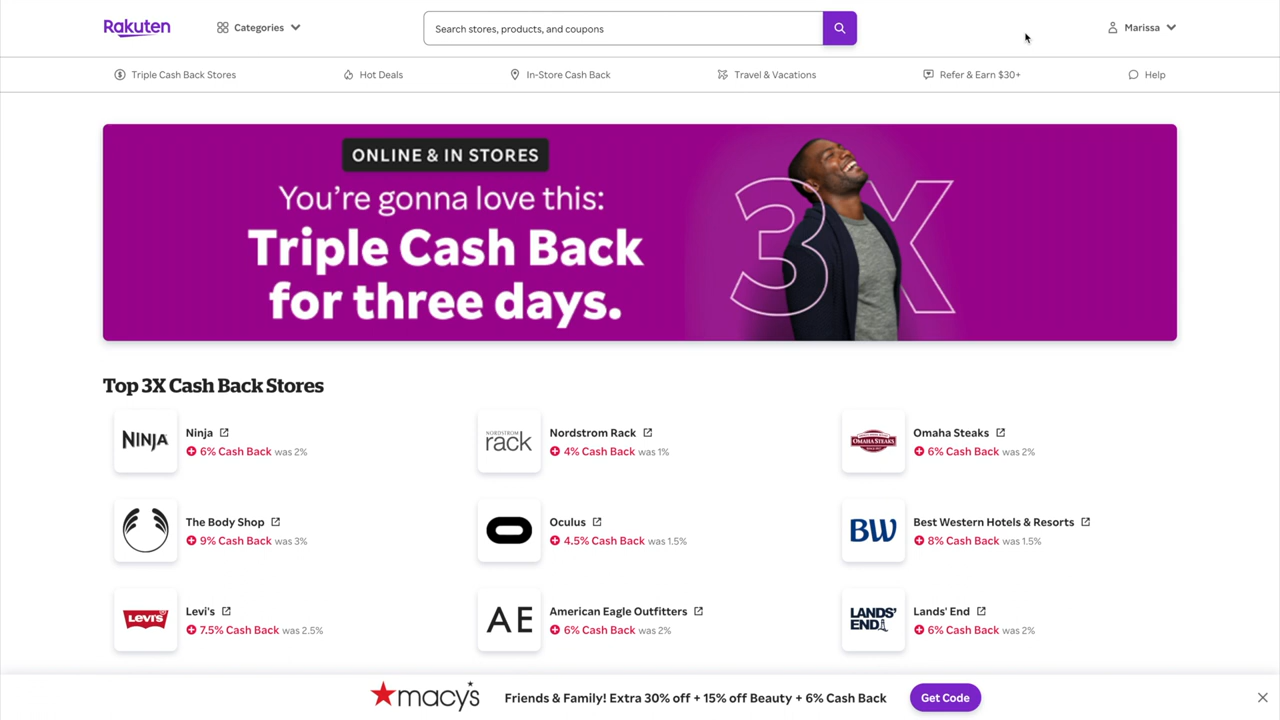 Rakuten
Categories
Search stores, products, and coupons
Marissa
Triple Cash Back Stores
Hot Deals
In-Store Cash Back
Travel & Vacations
Refer & Earn $30+
Help
ONLINE & IN STORES
You're gonna love this:
Triple Cash Back
for three days.
3X
Top 3X Cash Back Stores
NINJA
Ninja
6% Cash Back was 2%
NORDSTROM
rack
Nordstrom Rack
4% Cash Back was 1%
OMAHA STEAKS
Omaha Steaks
6% Cash Back was 2%
The Body Shop
9% Cash Back was 3%
Oculus
4.5% Cash Back was 1.5%
BW
Best Western Hotels & Resorts
8% Cash Back was 1.5%
LEVI'S
Levi's
7.5% Cash Back was 2.5%
AE
American Eagle Outfitters
6% Cash Back was 2%
LANDS'
END
Lands' End
6% Cash Back was 2%
macy's
Friends & Family! Extra 30% off + 15% off Beauty + 6% Cash Back
Get Code